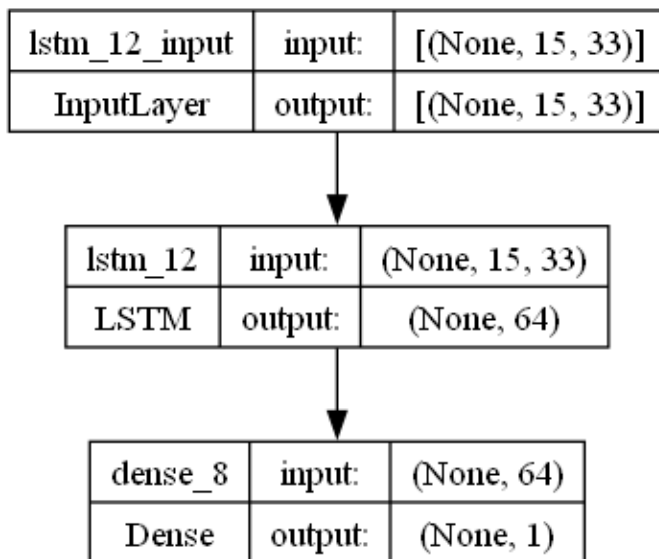 lstm_12_input input: [(None, 15, 33)]
InputLayer output: [(None, 15, 33)]
lstm_12 input: (None, 15, 33)
LSTM output: (None, 64)
dense_8 input: (None, 64)
Dense output: (None, 1)